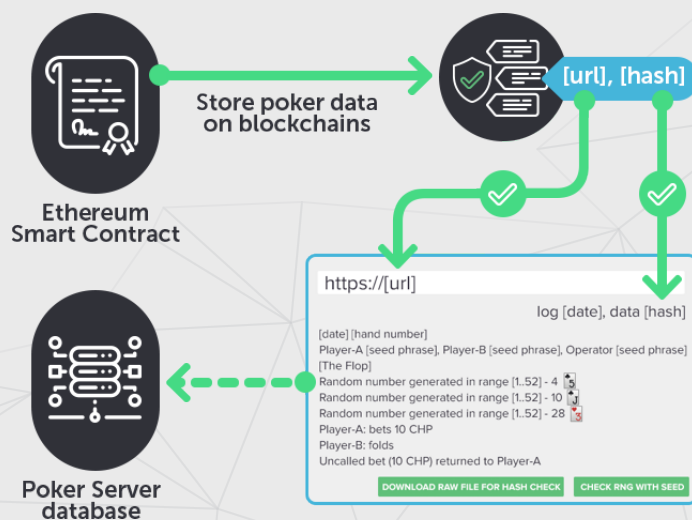 [url], [hash]
Store poker data
on blockchains
Ethereum
Smart Contract
https://[url]
log [date], data [hash]
[date] [hand number]
Player-A [seed phrase], Player-B [seed phrase], Operator [seed phrase]
[The Flop]
Random number generated in range [1..52] - 4 5
Random number generated in range [1..52] - 10 J
Random number generated in range [1..52] - 28 3
Player-A: bets 10 CHP
Player-B: folds
Uncalled bet (10 CHP) returned to Player-A
DOWNLOAD RAW FILE FOR HASH CHECK
CHECK RNG WITH SEED
Poker Server
database